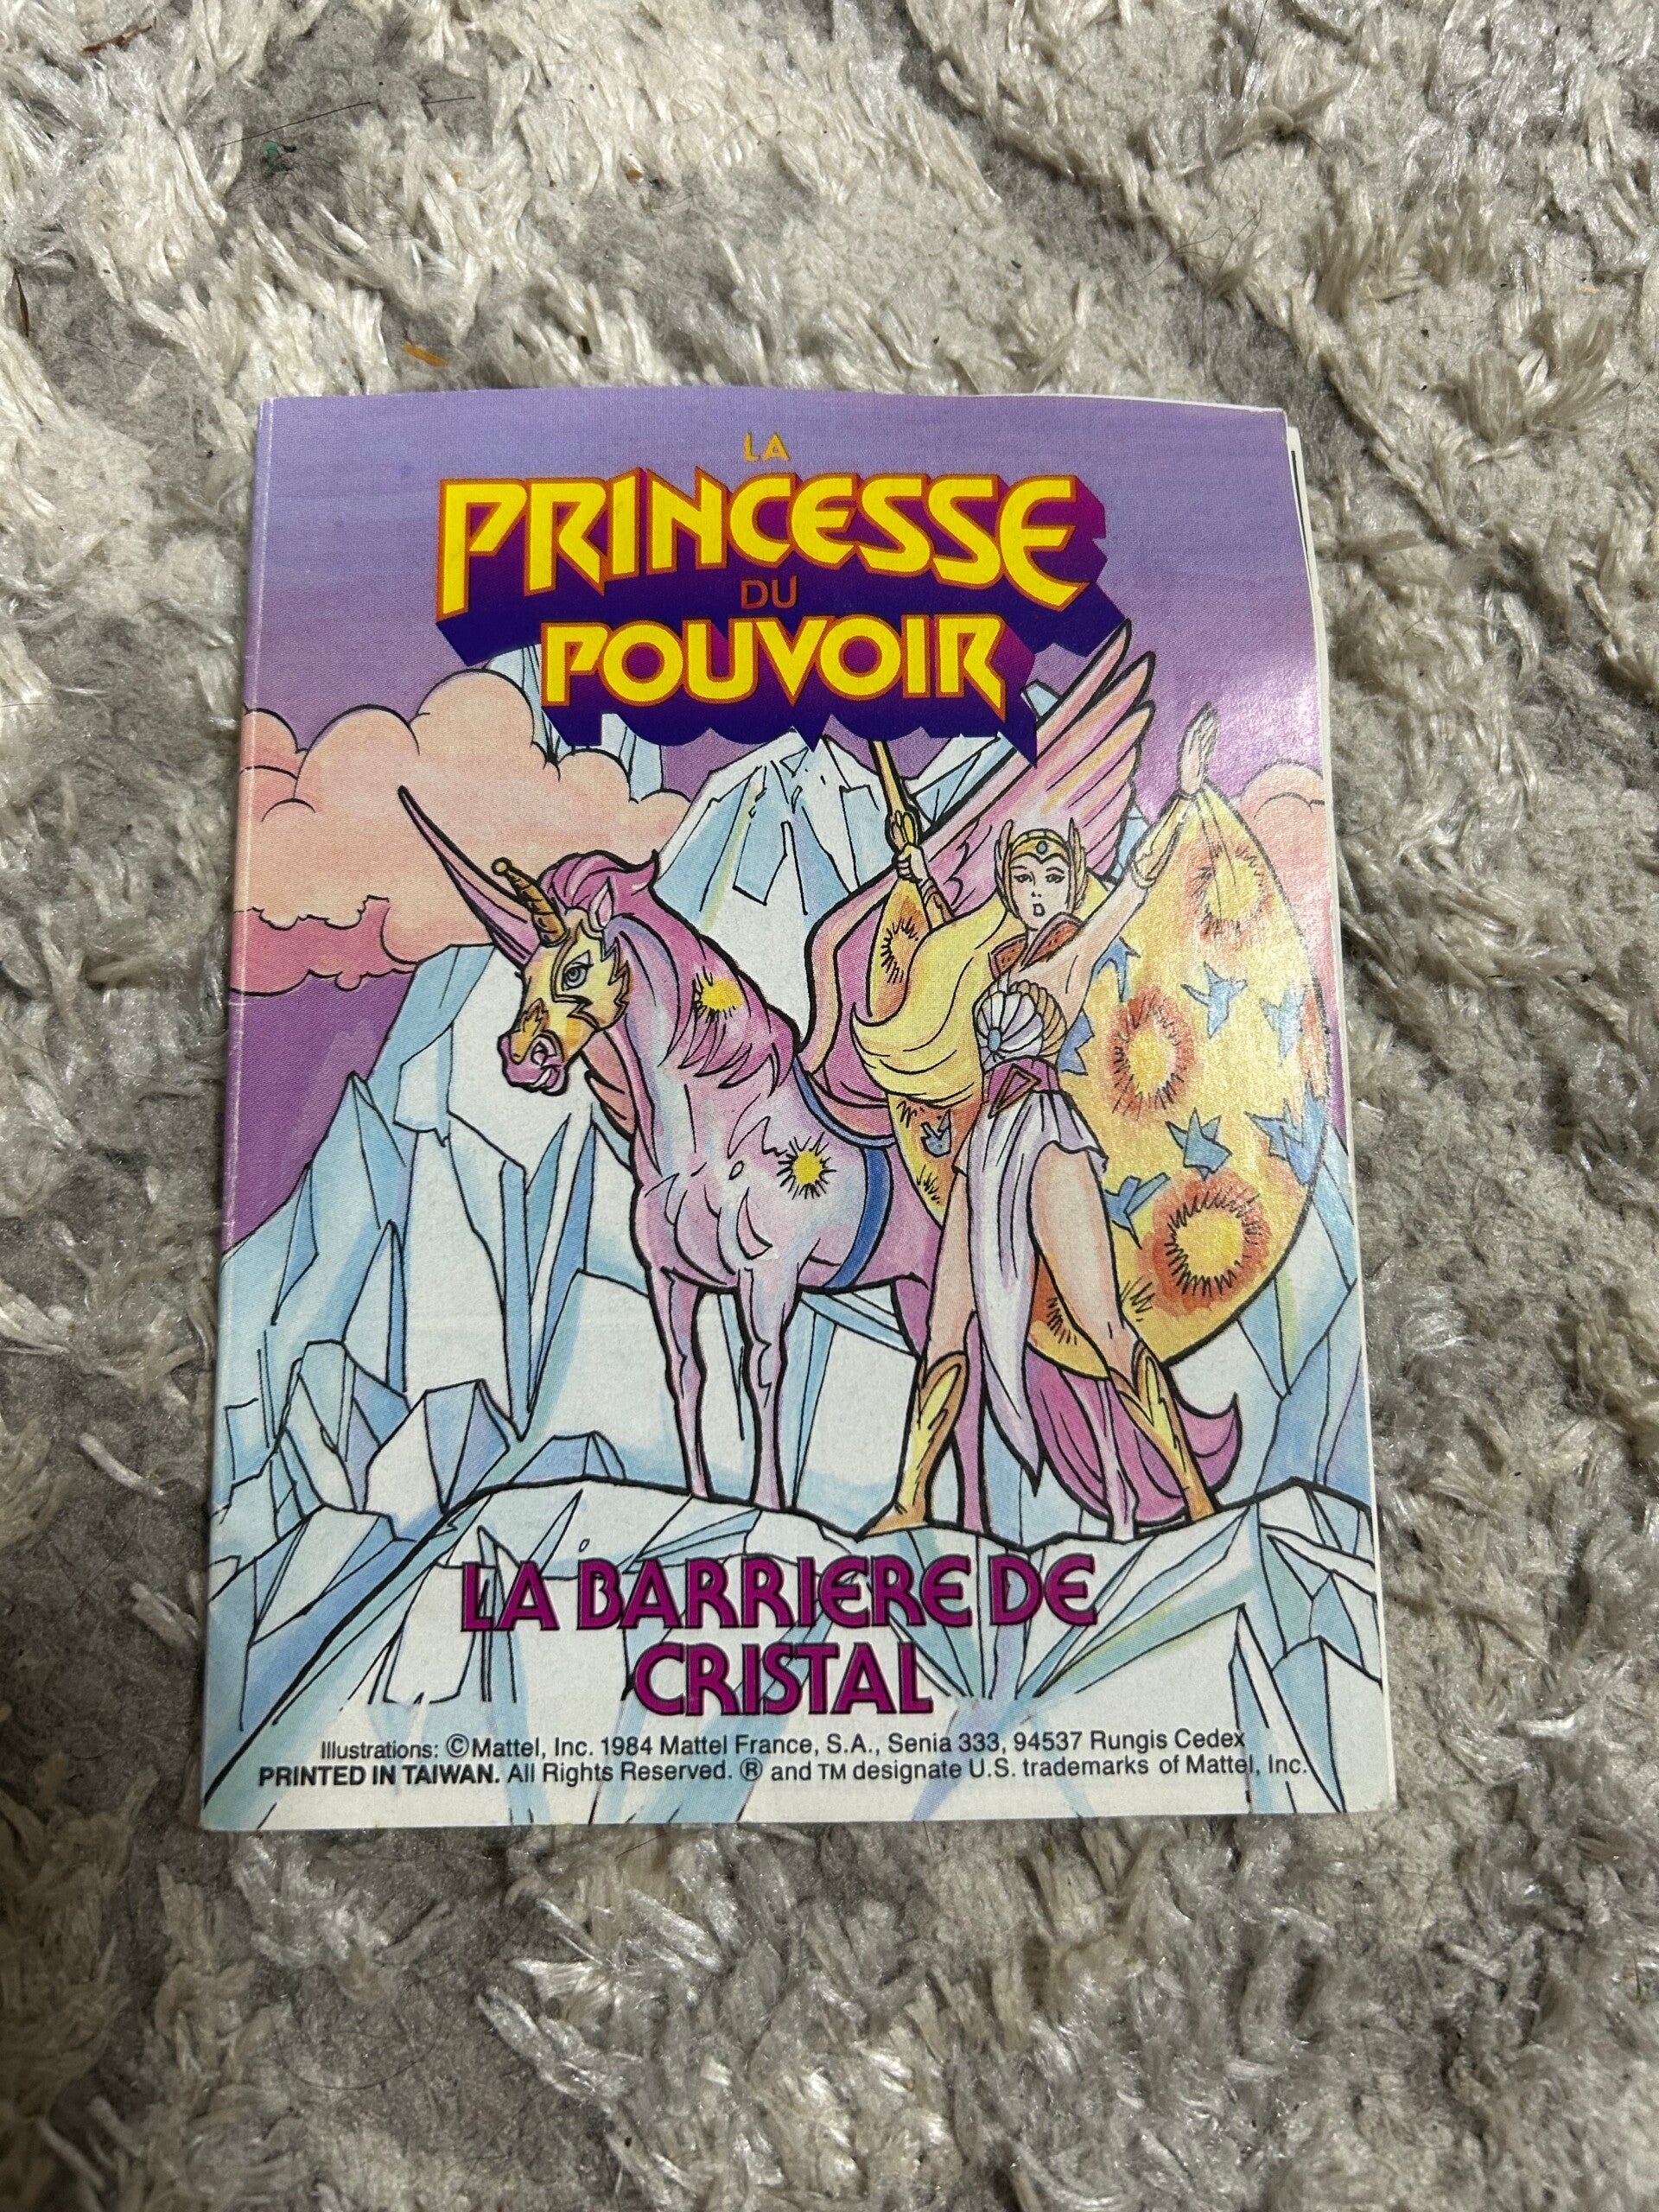 LA
PRINCESSE
DU
POUVOIR
LA BARRIERE DE
CRISTAL
Illustrations: ©Mattel, Inc. 1984 Mattel France, S.A., Senia 333, 94537 Rungis Cedex
PRINTED IN TAIWAN. All Rights Reserved. ® and TM designate U.S. trademarks of Mattel, Inc.